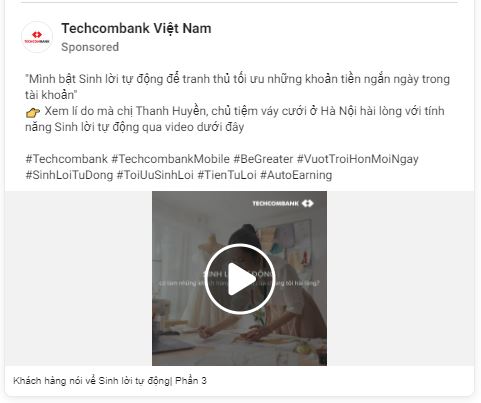 Techcombank Việt Nam
TECHCOMBANK
Sponsored
"Mình bật Sinh lời tự động để tranh thủ tối ưu những khoản tiền ngắn ngày trong
tài khoản"
👉 Xem lí do mà chị Thanh Huyền, chủ tiệm váy cưới ở Hà Nội hài lòng với tính
năng Sinh lời tự động qua video dưới đây
#Techcombank #TechcombankMobile #BeGreater #VuotTroiHonMoiNgay
#SinhLoiTuDong #ToiUuSinhLoi #TienTuLoi #AutoEarning
TECHCOMBANK
SINH L ĐỘNG
tôi hài lòng?
Khách hàng nói về Sinh lời tự động| Phần 3